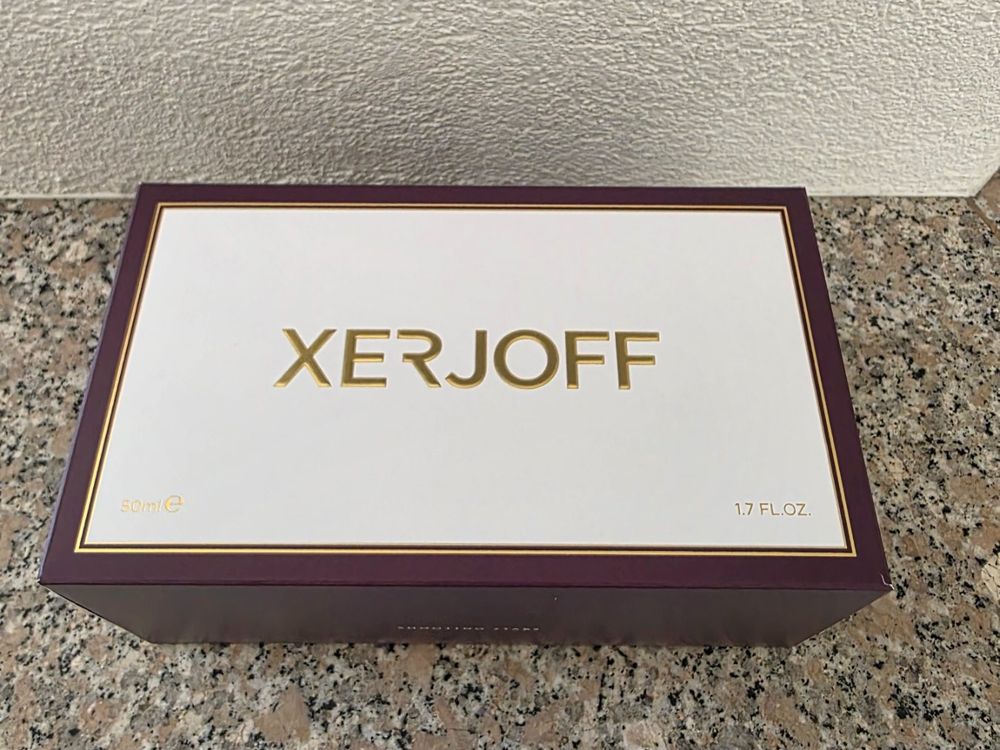 XERJOFF
50ml ℮
1.7 FL.OZ.